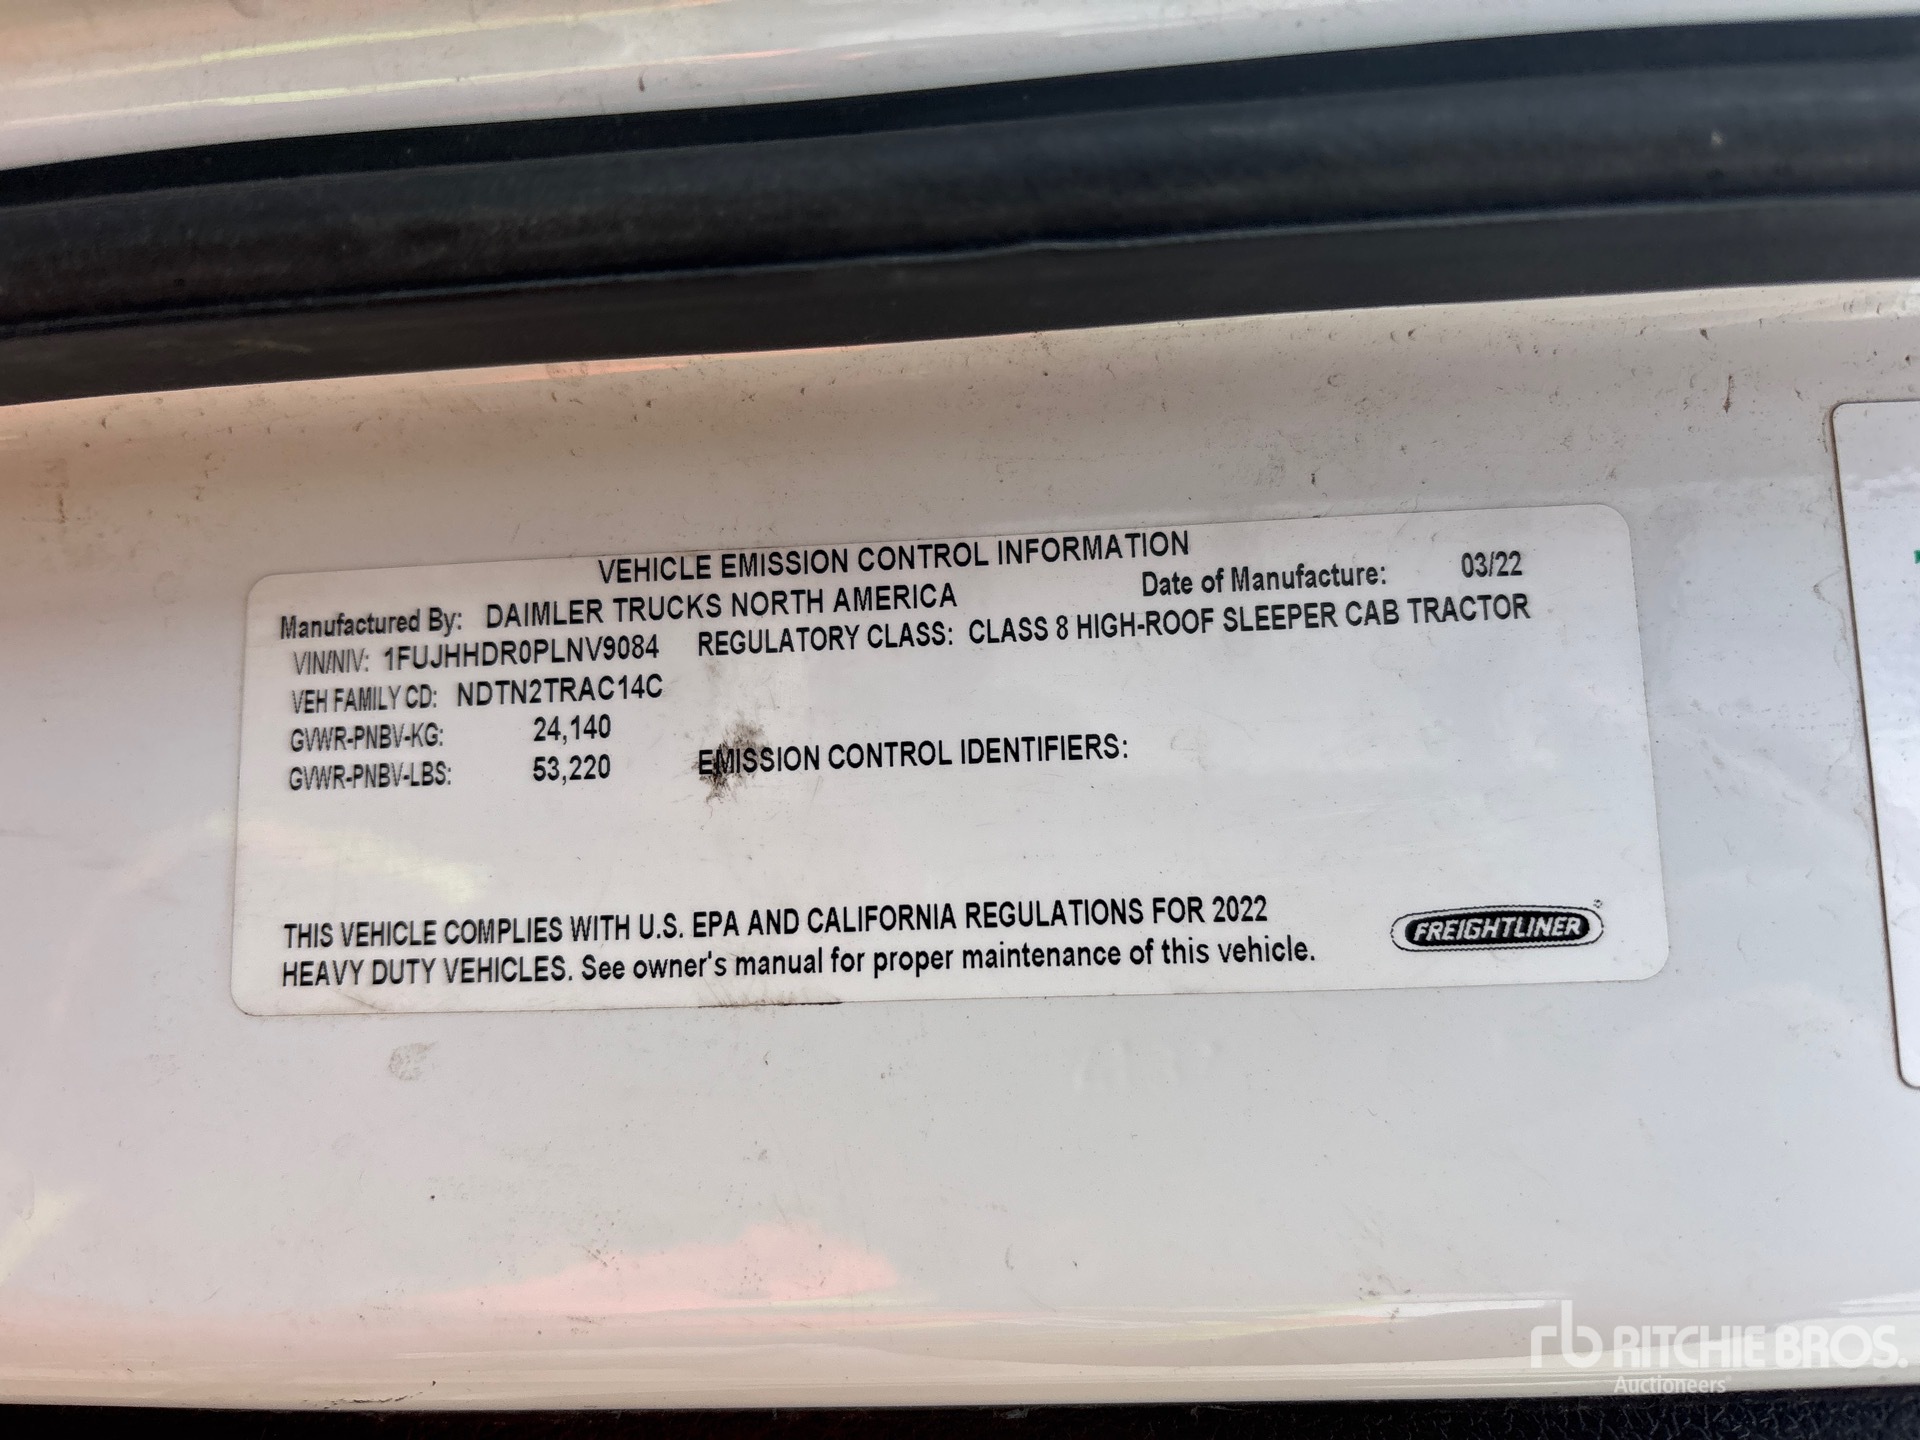 VEHICLE EMISSION CONTROL INFORMATION
Manufactured By: DAIMLER TRUCKS NORTH AMERICA Date of Manufacture: 03/22
VIN/NIV: 1FUJHHDR0PLNV9084 REGULATORY CLASS: CLASS 8 HIGH-ROOF SLEEPER CAB TRACTOR
VEH FAMILY CD: NDTN2TRAC14C
GVWR-PNBV-KG: 24,140
GVWR-PNBV-LBS: 53,220 EMISSION CONTROL IDENTIFIERS:
THIS VEHICLE COMPLIES WITH U.S. EPA AND CALIFORNIA REGULATIONS FOR 2022
HEAVY DUTY VEHICLES. See owner's manual for proper maintenance of this vehicle.
FREIGHTLINER®
rb RITCHIE BROS.
Auctioneers